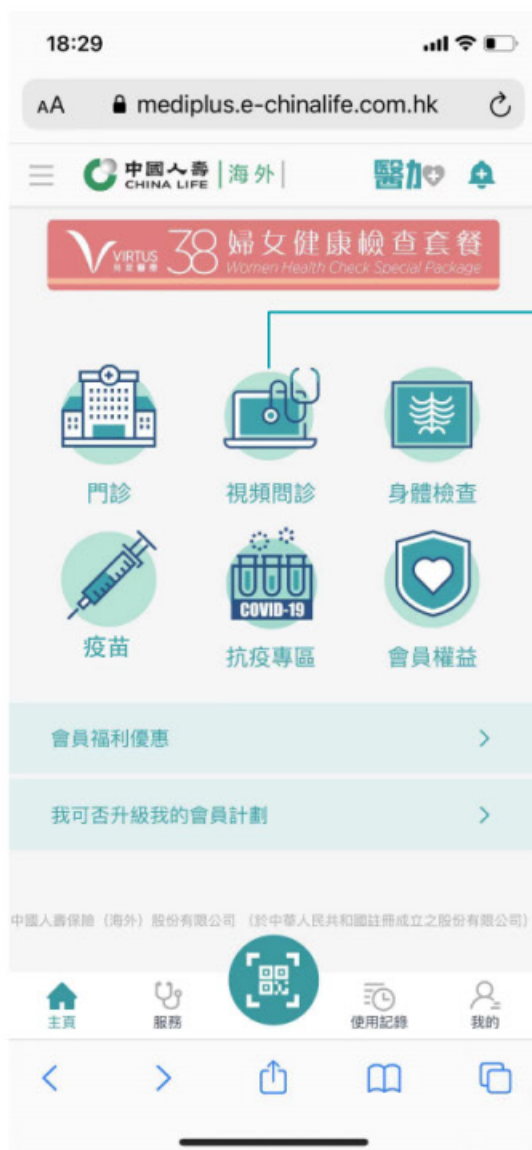 18:29
AA mediplus.e-chinalife.com.hk
中國人壽 CHINA LIFE 海外 醫加
VIRTUS 38 婦女健康檢查套餐
Women Health Check Special Package
門診 視頻問診 身體檢查
COVID-19
疫苗 抗疫專區 會員權益
會員福利優惠
我可否升級我的會員計劃
中國人壽保險（海外）股份有限公司 （於中華人民共和國註冊成立之股份有限公司）
主頁 服務 使用記錄 我的